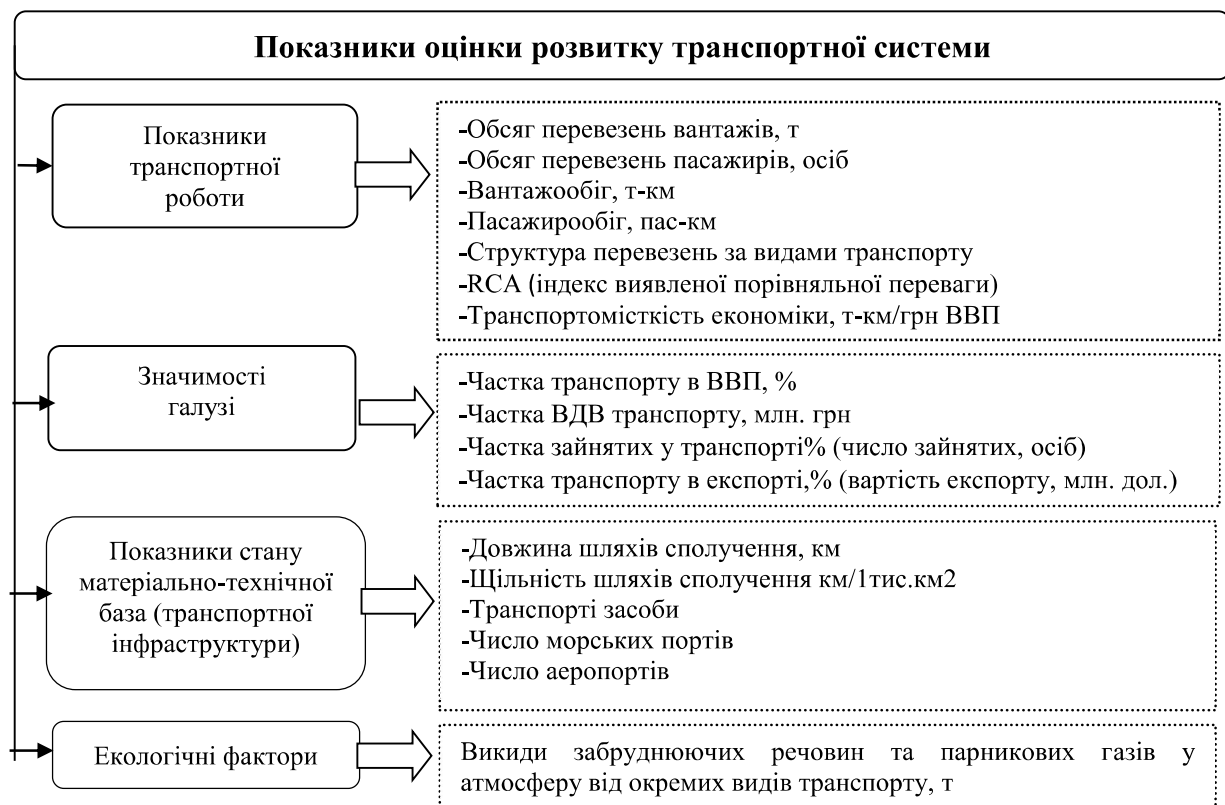 Показники оцінки розвитку транспортної системи
Показники
транспортної
роботи
-Обсяг перевезень вантажів, т
-Обсяг перевезень пасажирів, осіб
-Вантажообіг, т-км
-Пасажирообіг, пас-км
-Структура перевезень за видами транспорту
-RCA (індекс виявленої порівняльної переваги)
-Транспортомісткість економіки, т-км/грн ВВП
Значимості
галузі
-Частка транспорту в ВВП, %
-Частка ВДВ транспорту, млн. грн
-Частка зайнятих у транспорті% (число зайнятих, осіб)
-Частка транспорту в експорті,% (вартість експорту, млн. дол.)
Показники стану
матеріально-технічної
база (транспортної
інфраструктури)
-Довжина шляхів сполучення, км
-Щільність шляхів сполучення км/1тис.км2
-Транспорті засоби
-Число морських портів
-Число аеропортів
Екологічні фактори
Викиди забруднюючих речовин та парникових газів у
атмосферу від окремих видів транспорту, т